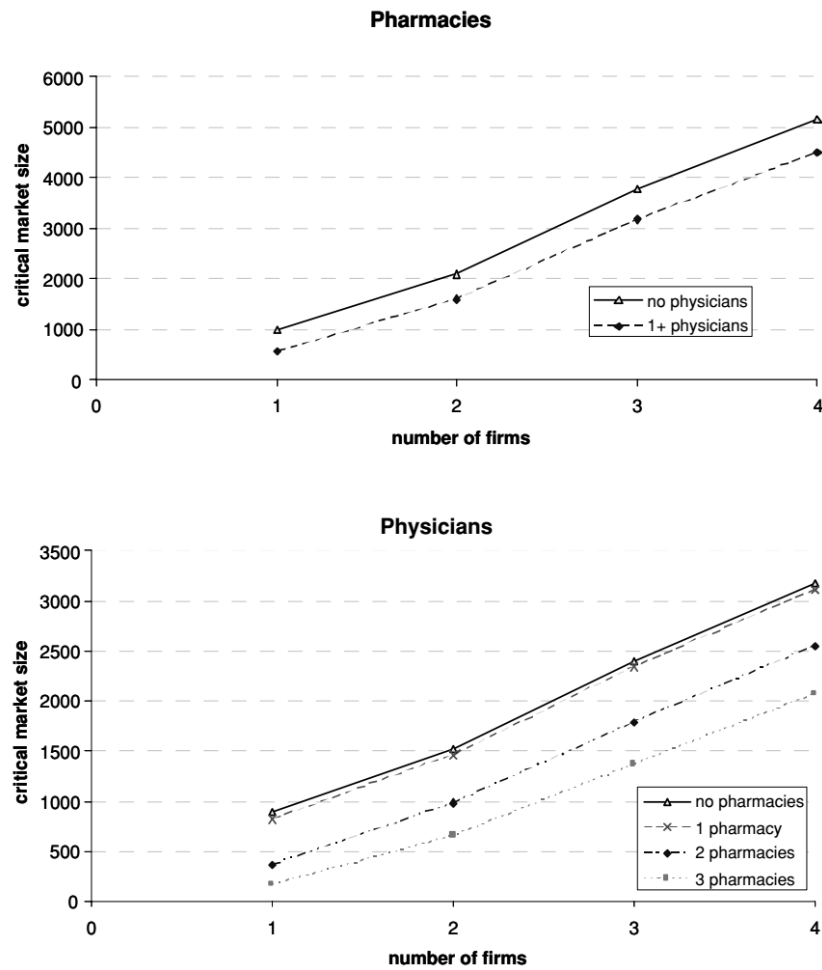 Pharmacies
6000
5000
4000
3000
2000
1000
0
critical market size
no physicians
1+ physicians
0 1 2 3 4
number of firms
Physicians
3500
3000
2500
2000
1500
1000
500
0
critical market size
no pharmacies
1 pharmacy
2 pharmacies
3 pharmacies
0 1 2 3 4
number of firms